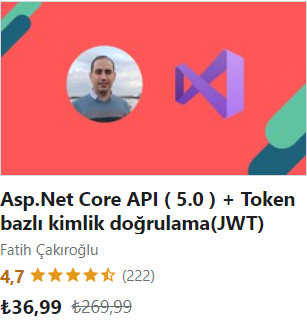 Asp.Net Core API ( 5.0 ) + Token
bazlı kimlik doğrulama(JWT)
Fatih Çakıroğlu
4,7 (222)
₺36,99 ₺269,99